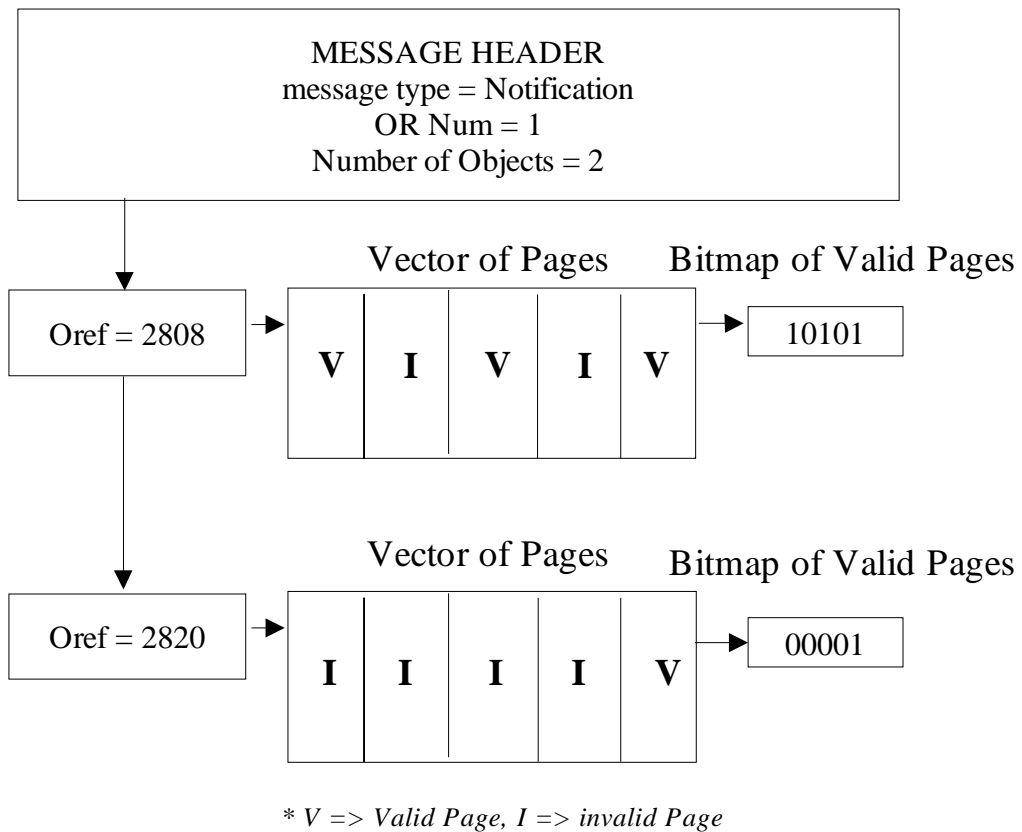 MESSAGE HEADER
message type = Notification
OR Num = 1
Number of Objects = 2
Vector of Pages
Bitmap of Valid Pages
Oref = 2808
V I V I V
10101
Vector of Pages
Bitmap of Valid Pages
Oref = 2820
I I I I V
00001
* V => Valid Page, I => invalid Page